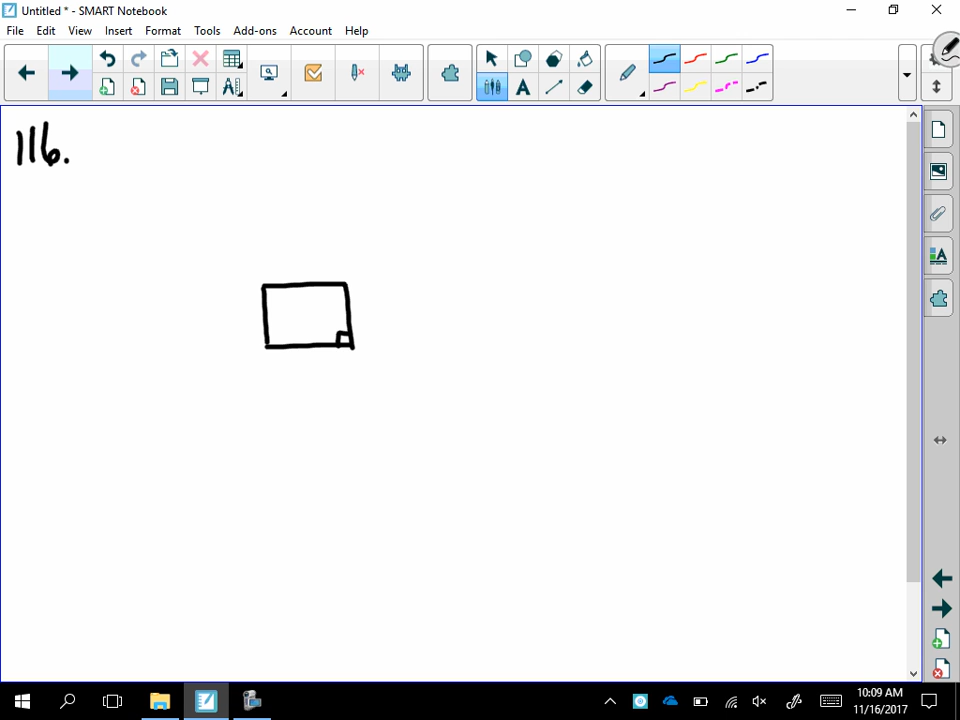 Untitled * - SMART Notebook
File Edit View Insert Format Tools Add-ons Account Help
116.
10:09 AM
11/16/2017